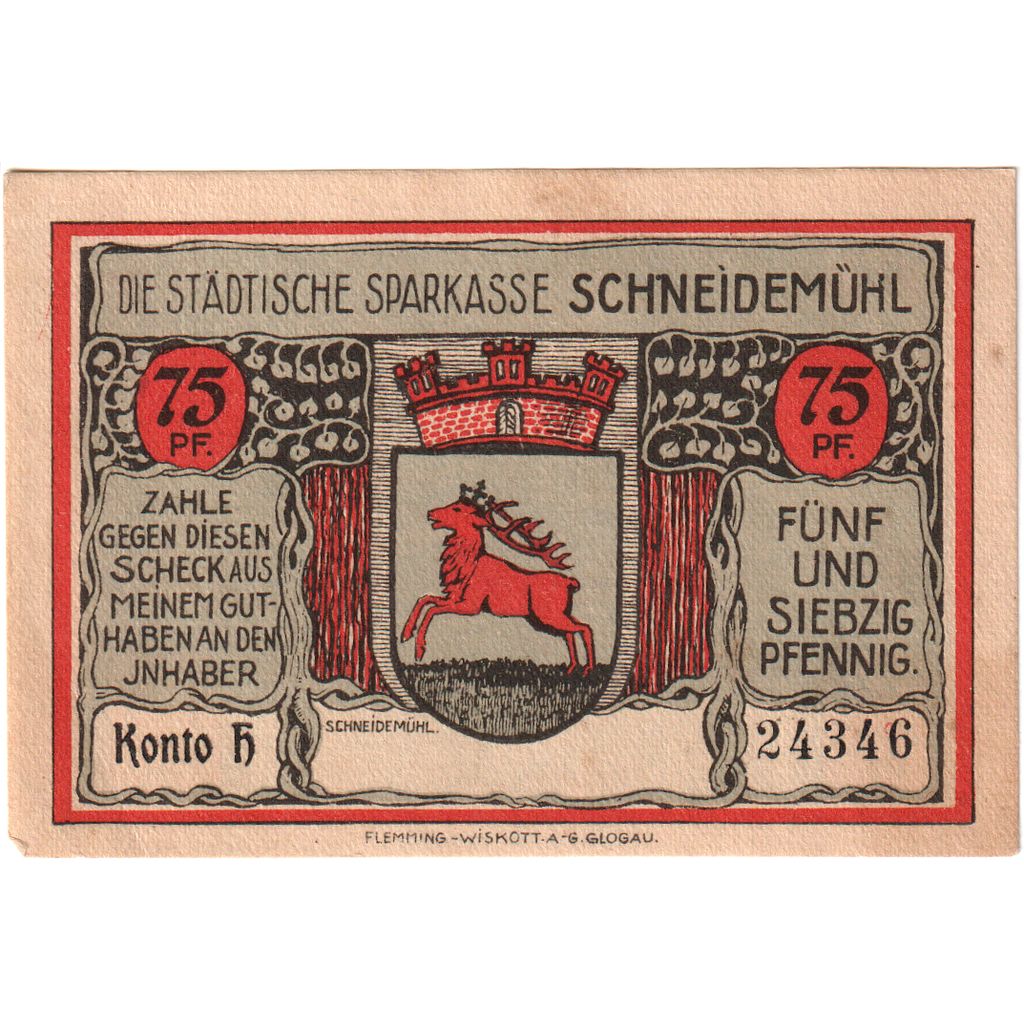 DIE STÄDTISCHE SPARKASSE SCHNEIDEMÜHL
75
PF.
75
PF.
ZAHLE
GEGEN DIESEN
SCHECK AUS
MEINEM GUT-
HABEN AN DEN
JNHABER
FÜNF
UND
SIEBZIG
PFENNIG.
Konto H
SCHNEIDEMÜHL.
24346
FLEMMING-WISKOTT.A-G.GLOGAU.